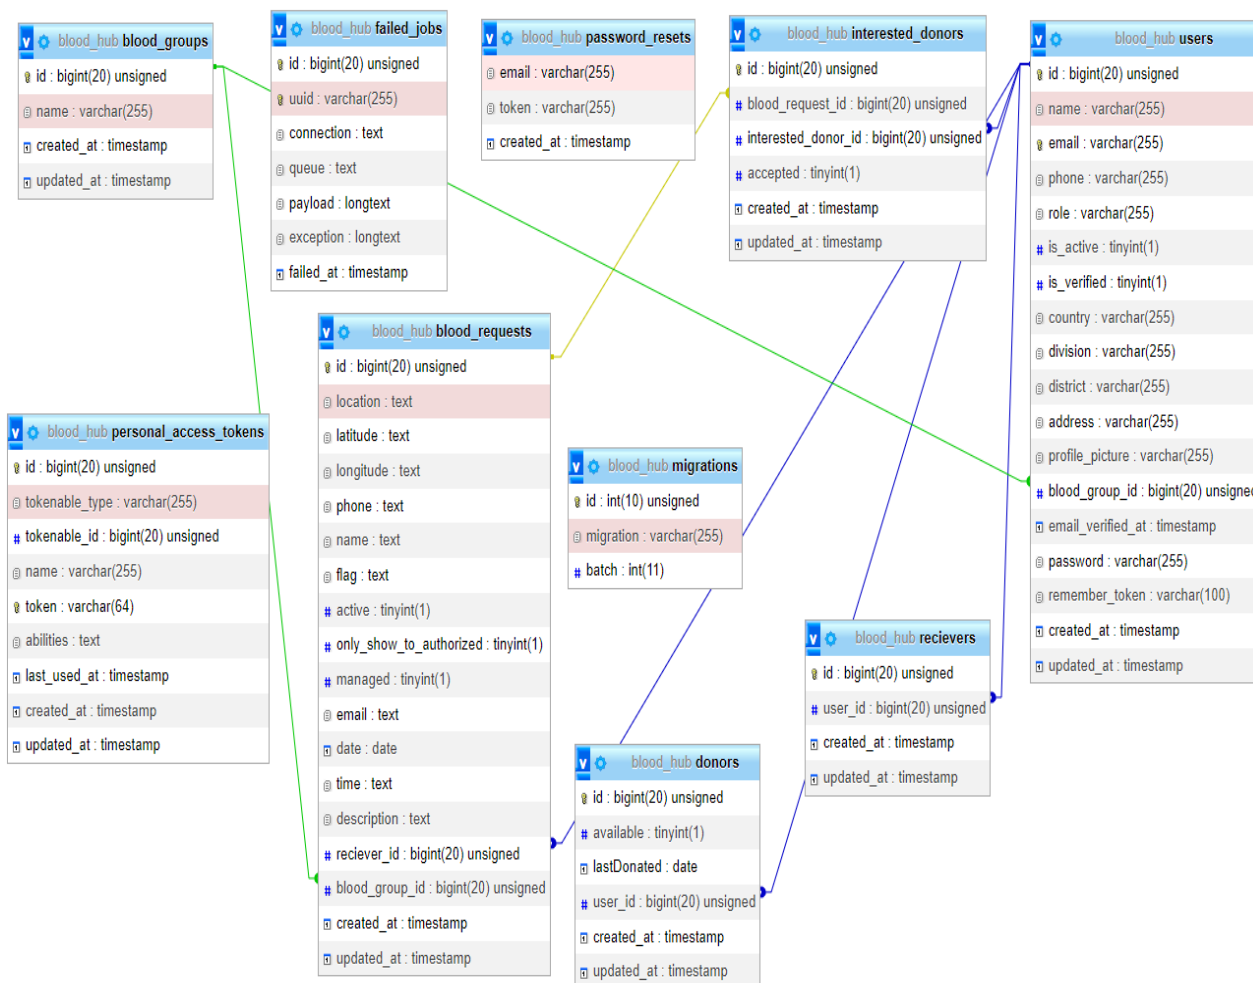 blood_hub blood_groups
id : bigint(20) unsigned
name : varchar(255)
created_at : timestamp
updated_at : timestamp
blood_hub failed_jobs
id : bigint(20) unsigned
uuid : varchar(255)
connection : text
queue : text
payload : longtext
exception : longtext
failed_at : timestamp
blood_hub password_resets
email : varchar(255)
token : varchar(255)
created_at : timestamp
blood_hub interested_donors
id : bigint(20) unsigned
blood_request_id : bigint(20) unsigned
interested_donor_id : bigint(20) unsigned
accepted : tinyint(1)
created_at : timestamp
updated_at : timestamp
blood_hub users
id : bigint(20) unsigned
name : varchar(255)
email : varchar(255)
phone : varchar(255)
role : varchar(255)
is_active : tinyint(1)
is_verified : tinyint(1)
country : varchar(255)
division : varchar(255)
district : varchar(255)
address : varchar(255)
profile_picture : varchar(255)
blood_group_id : bigint(20) unsigned
email_verified_at : timestamp
password : varchar(255)
remember_token : varchar(100)
created_at : timestamp
updated_at : timestamp
blood_hub blood_requests
id : bigint(20) unsigned
location : text
latitude : text
longitude : text
phone : text
name : text
flag : text
active : tinyint(1)
only_show_to_authorized : tinyint(1)
managed : tinyint(1)
email : text
date : date
time : text
description : text
reciever_id : bigint(20) unsigned
blood_group_id : bigint(20) unsigned
created_at : timestamp
updated_at : timestamp
blood_hub personal_access_tokens
id : bigint(20) unsigned
tokenable_type : varchar(255)
tokenable_id : bigint(20) unsigned
name : varchar(255)
token : varchar(64)
abilities : text
last_used_at : timestamp
created_at : timestamp
updated_at : timestamp
blood_hub migrations
id : int(10) unsigned
migration : varchar(255)
batch : int(11)
blood_hub recievers
id : bigint(20) unsigned
user_id : bigint(20) unsigned
created_at : timestamp
updated_at : timestamp
blood_hub donors
id : bigint(20) unsigned
available : tinyint(1)
lastDonated : date
user_id : bigint(20) unsigned
created_at : timestamp
updated_at : timestamp